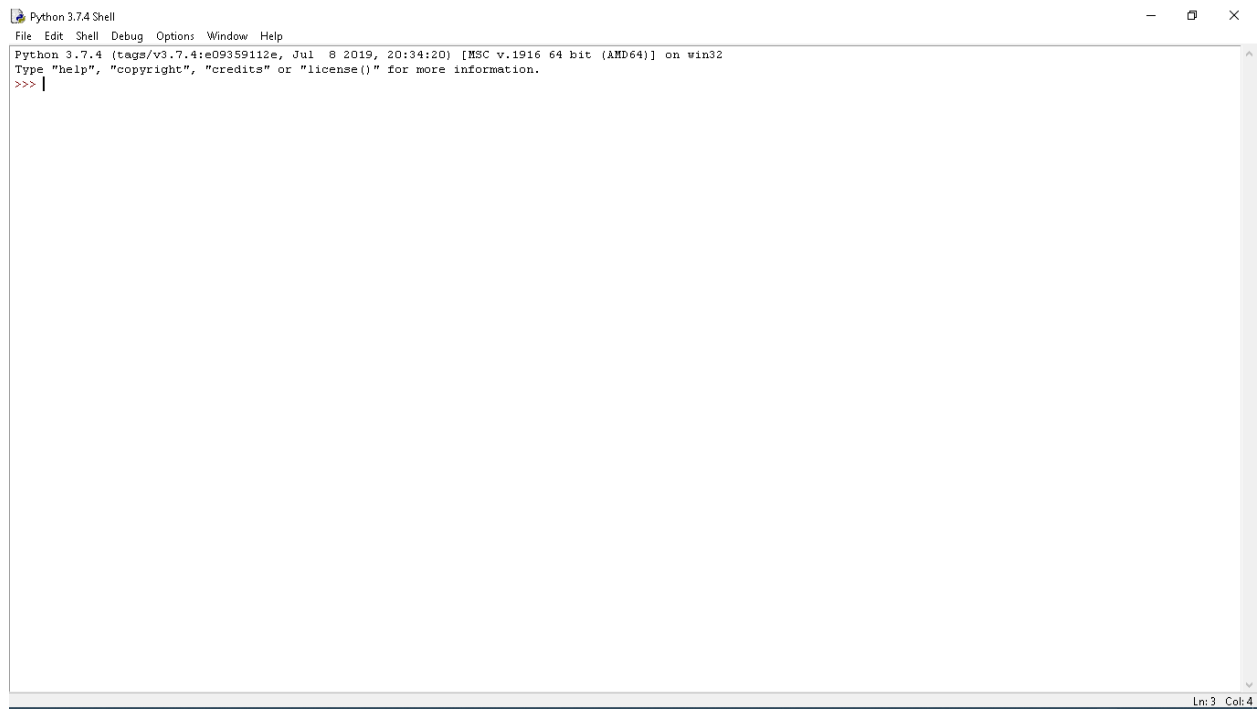 Python 3.7.4 Shell
File Edit Shell Debug Options Window Help
Python 3.7.4 (tags/v3.7.4:e09359112e, Jul  8 2019, 20:34:20) [MSC v.1916 64 bit (AMD64)] on win32
Type "help", "copyright", "credits" or "license()" for more information.
>>>
Ln: 3 Col: 4